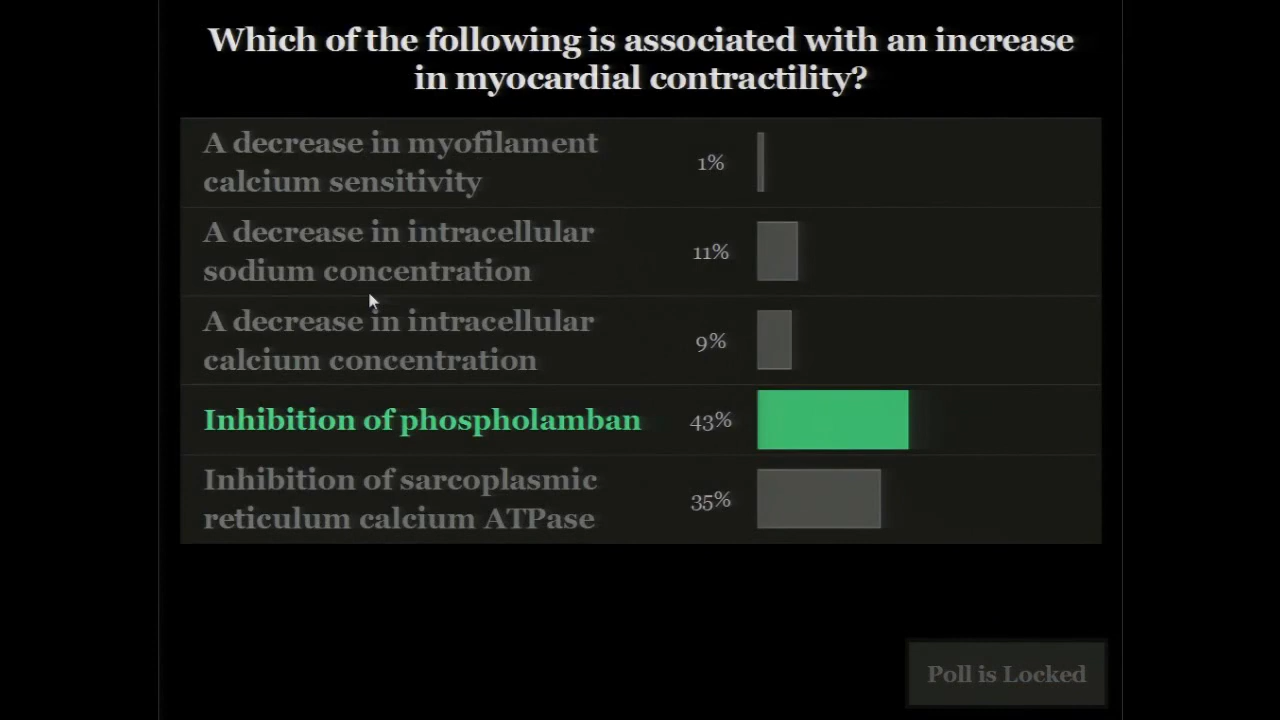 Which of the following is associated with an increase
in myocardial contractility?
A decrease in myofilament
calcium sensitivity
1%
A decrease in intracellular
sodium concentration
11%
A decrease in intracellular
calcium concentration
9%
Inhibition of phospholamban
43%
Inhibition of sarcoplasmic
reticulum calcium ATPase
35%
Poll is Locked